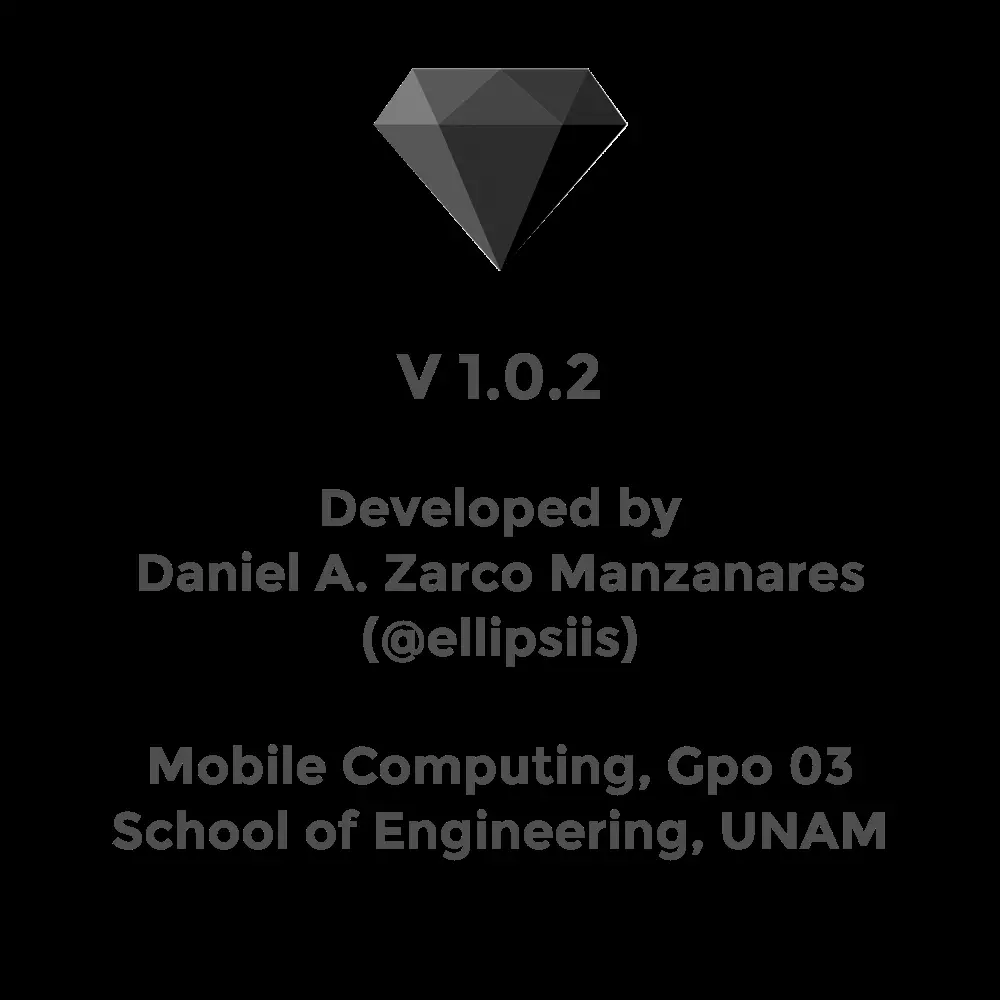 V 1.0.2
Developed by
Daniel A. Zarco Manzanares
(@ellipsiis)
Mobile Computing, Gpo 03
School of Engineering, UNAM